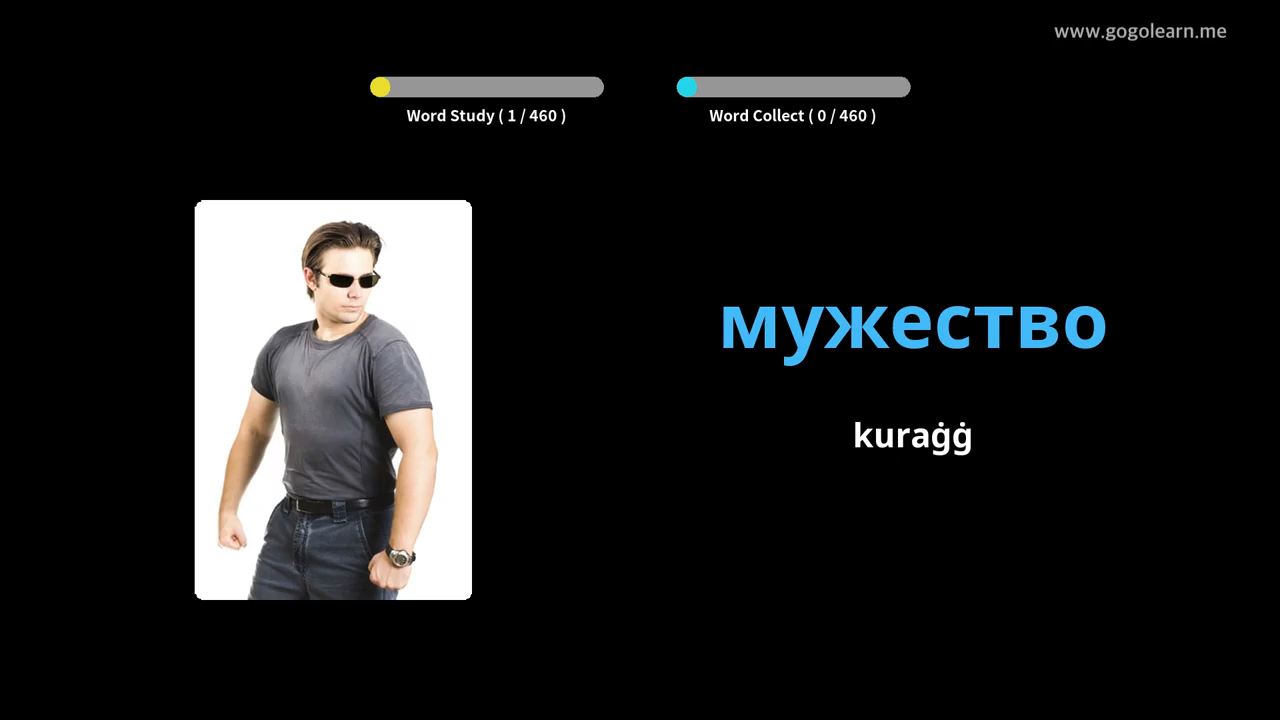 www.gogolearn.me
Word Study ( 1 / 460 )
Word Collect ( 0 / 460 )
мужество
kuraġġ